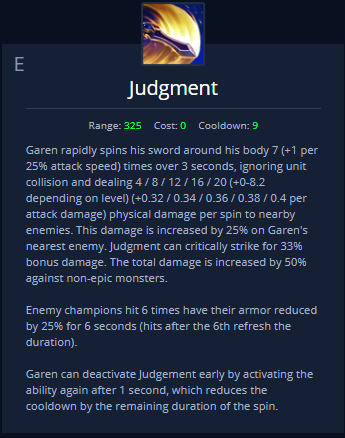 E
Judgment
Range: 325 Cost: 0 Cooldown: 9
Garen rapidly spins his sword around his body 7 (+1 per
25% attack speed) times over 3 seconds, ignoring unit
collision and dealing 4 / 8 / 12 / 16 / 20 (+0-8.2
depending on level) (+0.32 / 0.34 / 0.36 / 0.38 / 0.4 per
attack damage) physical damage per spin to nearby
enemies. This damage is increased by 25% on Garen's
nearest enemy. Judgment can critically strike for 33%
bonus damage. The total damage is increased by 50%
against non-epic monsters.
Enemy champions hit 6 times have their armor reduced
by 25% for 6 seconds (hits after the 6th refresh the
duration).
Garen can deactivate Judgement early by activating the
ability again after 1 second, which reduces the
cooldown by the remaining duration of the spin.